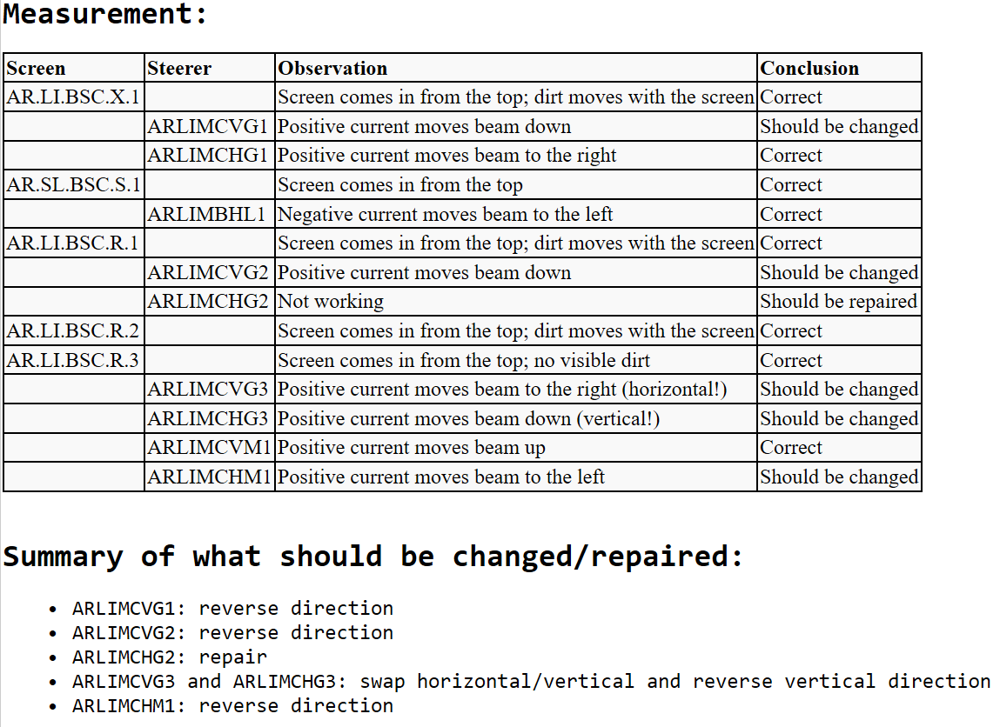 Measurement:
Screen Steerer Observation Conclusion
AR.LI.BSC.X.1 Screen comes in from the top; dirt moves with the screen Correct
ARLIMCVG1 Positive current moves beam down Should be changed
ARLIMCHG1 Positive current moves beam to the right Correct
AR.SL.BSC.S.1 Screen comes in from the top Correct
ARLIMBHL1 Negative current moves beam to the left Correct
AR.LI.BSC.R.1 Screen comes in from the top; dirt moves with the screen Correct
ARLIMCVG2 Positive current moves beam down Should be changed
ARLIMCHG2 Not working Should be repaired
AR.LI.BSC.R.2 Screen comes in from the top; dirt moves with the screen Correct
AR.LI.BSC.R.3 Screen comes in from the top; no visible dirt Correct
ARLIMCVG3 Positive current moves beam to the right (horizontal!) Should be changed
ARLIMCHG3 Positive current moves beam down (vertical!) Should be changed
ARLIMCVM1 Positive current moves beam up Correct
ARLIMCHM1 Positive current moves beam to the left Should be changed
Summary of what should be changed/repaired:
• ARLIMCVG1: reverse direction
• ARLIMCVG2: reverse direction
• ARLIMCHG2: repair
• ARLIMCVG3 and ARLIMCHG3: swap horizontal/vertical and reverse vertical direction
• ARLIMCHM1: reverse direction